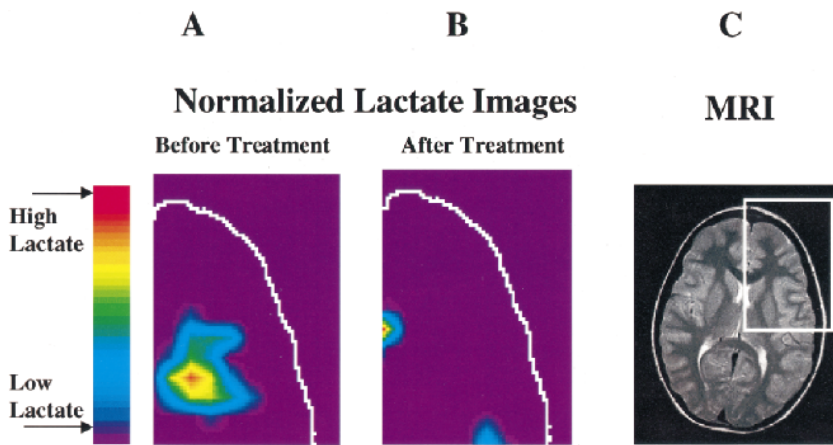 A B C
Normalized Lactate Images
MRI
Before Treatment After Treatment
High
Lactate
Low
Lactate